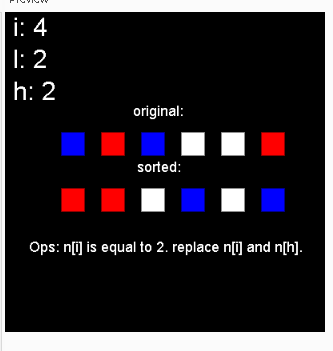 Preview
i: 4
l: 2
h: 2
original:
sorted:
Ops: n[i] is equal to 2. replace n[i] and n[h].